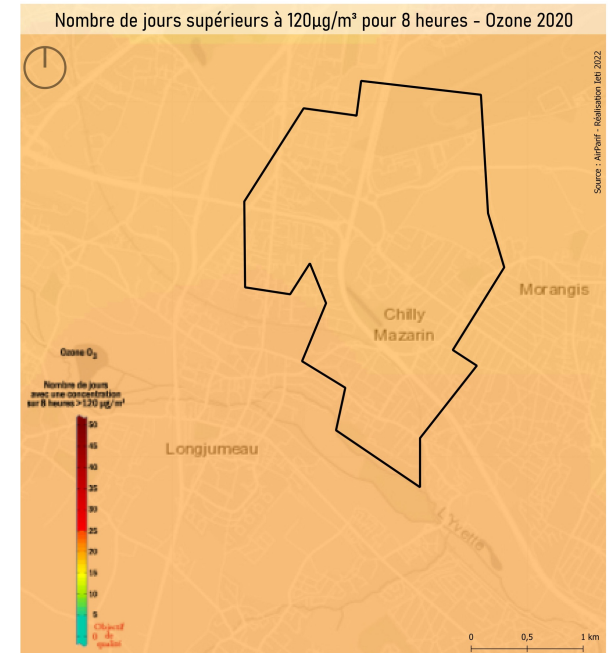 Nombre de jours supérieurs à 120µg/m³ pour 8 heures - Ozone 2020
Source : AirParif - Réalisation Ieti 2022
Morangis
Chilly
Mazarin
Longjumeau
L'Yvette
Ozone O3
Nombre de jours
avec une concentration
sur 8 heures >120 µg/m³
50
45
40
35
30
25
20
15
10
5
0
Objectif
de
qualité
0 0,5 1 km